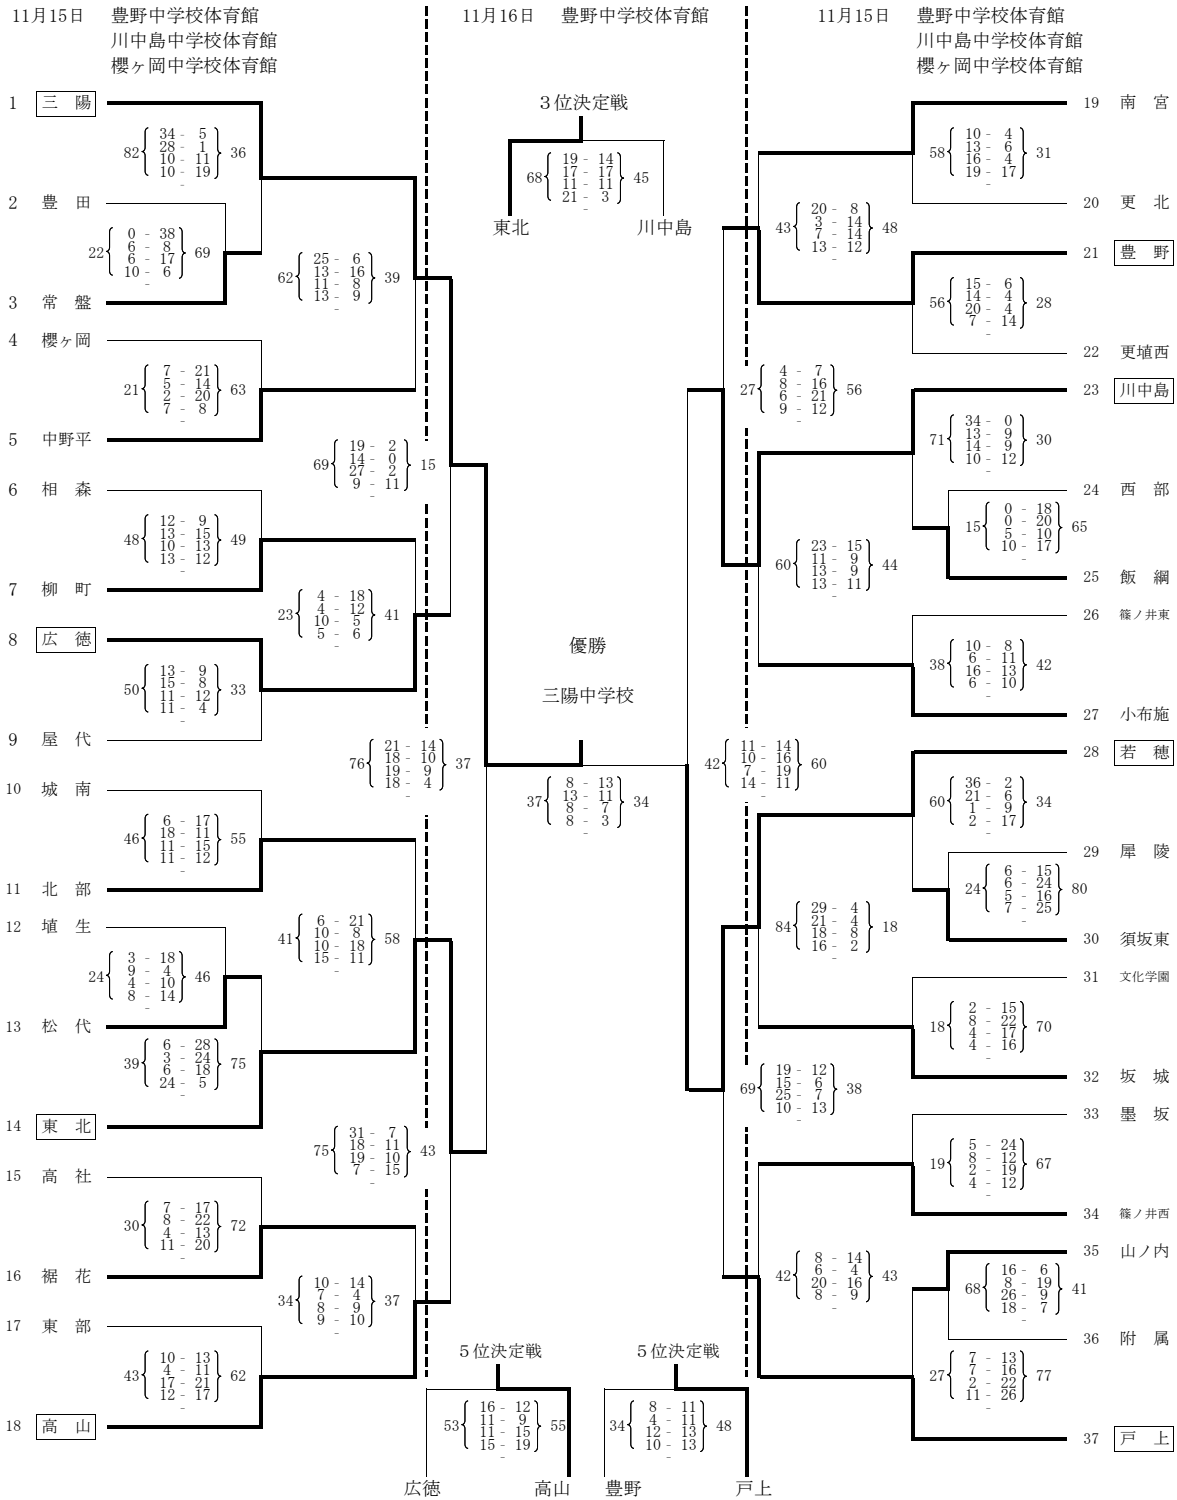 11月15日 豊野中学校体育館
川中島中学校体育館
櫻ヶ岡中学校体育館
11月16日 豊野中学校体育館
11月15日 豊野中学校体育館
川中島中学校体育館
櫻ヶ岡中学校体育館
1 三 陽
34 - 5
28 - 1
82 36
10 - 11
10 - 19
-
2 豊 田
0 - 38
6 - 8
22 69
6 - 17
10 - 6
-
3 常 盤
25 - 6
13 - 16
62 39
11 - 8
13 - 9
-
4 櫻ヶ岡
7 - 21
5 - 14
21 63
2 - 20
7 - 8
-
5 中野平
19 - 2
14 - 0
69 15
27 - 2
9 - 11
-
6 相 森
12 - 9
13 - 15
48 49
10 - 13
13 - 12
-
7 柳 町
4 - 18
4 - 12
23 41
10 - 5
5 - 6
-
8 広 徳
13 - 9
15 - 8
50 33
11 - 12
11 - 4
-
9 屋 代
21 - 14
18 - 10
76 37
19 - 9
18 - 4
-
10 城 南
6 - 17
18 - 11
46 55
11 - 15
11 - 12
-
11 北 部
6 - 21
10 - 8
41 58
10 - 18
15 - 11
-
12 埴 生
3 - 18
9 - 4
24 46
4 - 10
8 - 14
-
13 松 代
6 - 28
3 - 24
39 75
6 - 18
24 - 5
-
14 東 北
31 - 7
18 - 11
75 43
19 - 10
7 - 15
-
15 高 社
7 - 17
8 - 22
30 72
4 - 13
11 - 20
-
16 裾 花
10 - 14
7 - 4
34 37
8 - 9
9 - 10
-
17 東 部
10 - 13
4 - 11
43 62
17 - 21
12 - 17
-
18 高 山
3位決定戦
19 - 14
17 - 17
68 45
11 - 11
21 - 3
-
東北 川中島
優勝
三陽中学校
8 - 13
13 - 11
37 34
8 - 7
8 - 3
-
5位決定戦
16 - 12
11 - 9
53 55
11 - 15
15 - 19
-
広徳 高山
5位決定戦
8 - 11
4 - 11
34 48
12 - 13
10 - 13
-
豊野 戸上
19 南 宮
10 - 4
13 - 6
58 31
16 - 4
19 - 17
-
20 更 北
20 - 8
3 - 14
43 48
7 - 14
13 - 12
-
21 豊 野
15 - 6
14 - 4
56 28
20 - 4
7 - 14
-
22 更埴西
4 - 7
8 - 16
27 56
6 - 21
9 - 12
-
23 川中島
34 - 0
13 - 9
71 30
14 - 9
10 - 12
-
24 西 部
0 - 18
0 - 20
15 65
5 - 10
10 - 17
-
23 - 15
11 - 9
60 44
13 - 9
13 - 11
-
25 飯 綱
26 篠ノ井東
10 - 8
6 - 11
38 42
16 - 13
6 - 10
-
27 小布施
11 - 14
10 - 16
42 60
7 - 19
14 - 11
-
28 若 穂
36 - 2
21 - 6
60 34
1 - 9
2 - 17
-
29 犀 陵
6 - 15
6 - 24
24 80
5 - 16
7 - 25
-
29 - 4
21 - 4
84 18
18 - 8
16 - 2
-
30 須坂東
31 文化学園
2 - 15
8 - 22
18 70
4 - 17
4 - 16
-
32 坂 城
19 - 12
15 - 6
69 38
25 - 7
10 - 13
-
33 墨 坂
5 - 24
8 - 12
19 67
2 - 19
4 - 12
-
34 篠ノ井西
8 - 14
6 - 4
42 43
20 - 16
8 - 9
-
35 山ノ内
16 - 6
8 - 19
68 41
26 - 9
18 - 7
-
36 附 属
7 - 13
7 - 16
27 77
2 - 22
11 - 26
-
37 戸 上